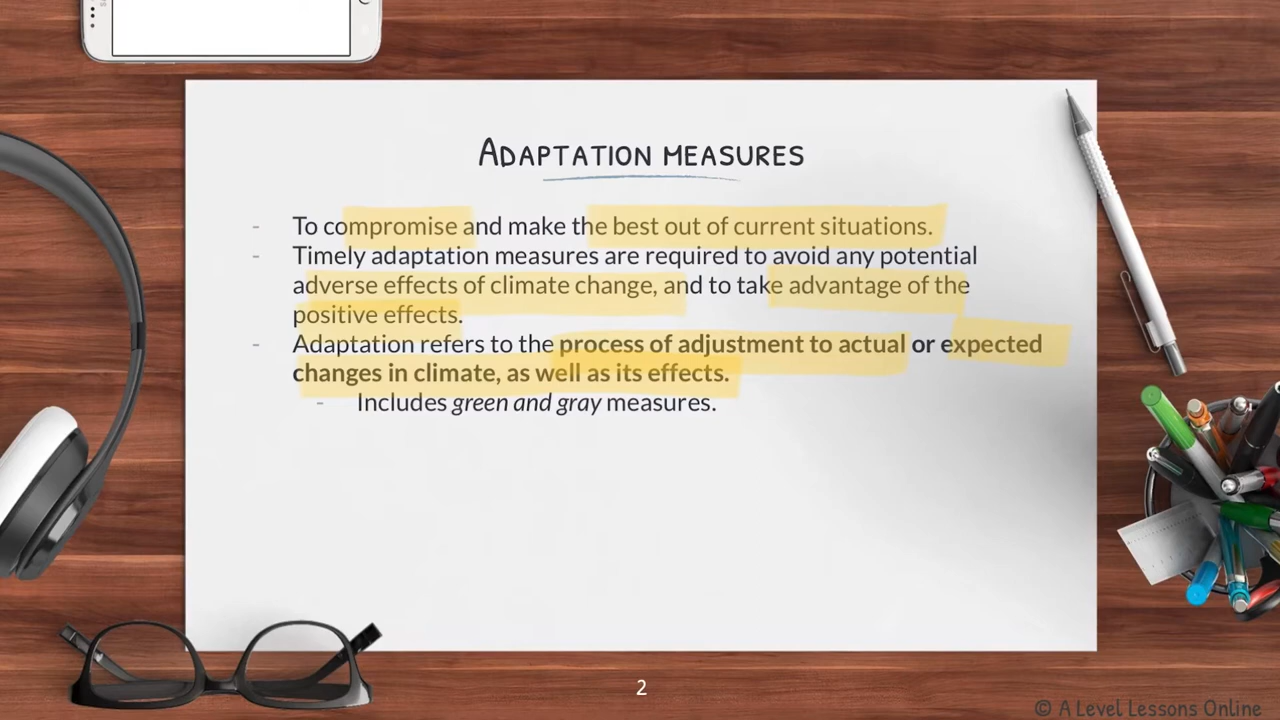 ADAPTATION MEASURES
- To compromise and make the best out of current situations.
- Timely adaptation measures are required to avoid any potential
adverse effects of climate change, and to take advantage of the
positive effects.
- Adaptation refers to the process of adjustment to actual or expected
changes in climate, as well as its effects.
- Includes green and gray measures.
2
© A Level Lessons Online